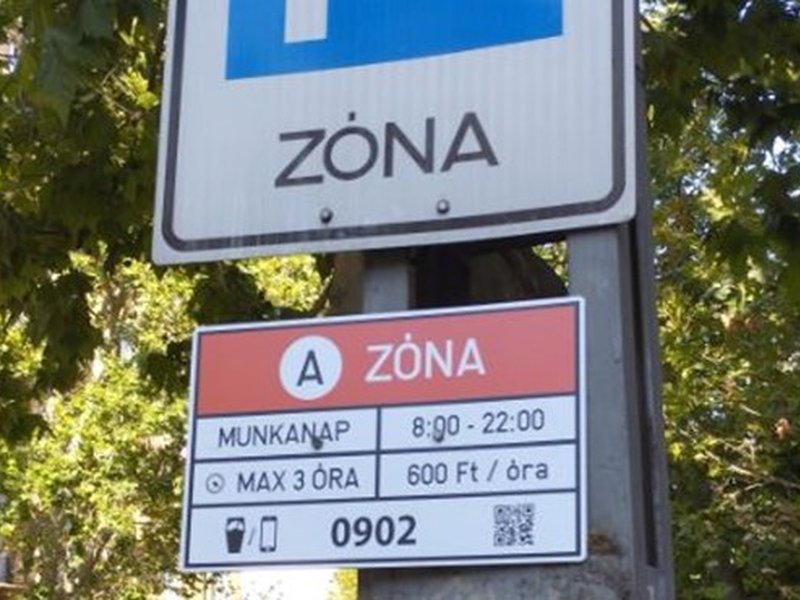 ZÓNA
A ZÓNA
MUNKANAP 8:00 - 22:00
MAX 3 ÓRA 600 Ft / óra
/ 0902